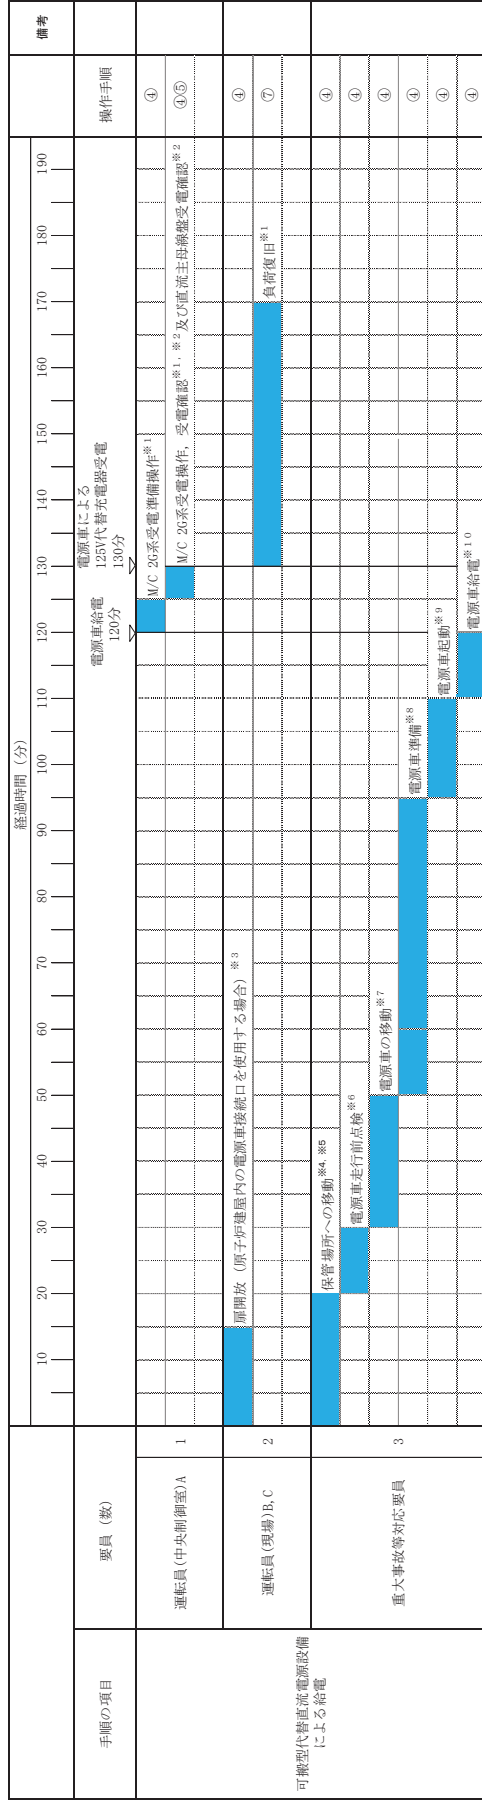 経過時間（分）
備考
手順の項目
要員（数）
10
20
30
40
50
60
70
80
90
100
110
120
130
140
150
160
170
180
190
操作手順
電源車給電
120分
電源車による
125V代替充電器受電
130分
可搬型代替直流電源設備
による給電
運転員(中央制御室)A
1
M/C 2G系受電準備操作※1
④
M/C 2G系受電操作，受電確認※1，※2及び直流主母線盤受電確認※2
④⑤
運転員(現場)B,C
2
扉開放（原子炉建屋内の電源車接続口を使用する場合）※3
④
負荷復旧※1
⑦
重大事故等対応要員
3
保管場所への移動※4，※5
④
電源車走行前点検※6
④
電源車の移動※7
④
電源車準備※8
④
電源車起動※9
④
電源車給電※10
④